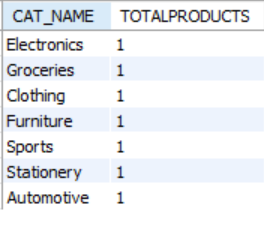 CAT_NAME TOTALPRODUCTS
Electronics 1
Groceries 1
Clothing 1
Furniture 1
Sports 1
Stationery 1
Automotive 1